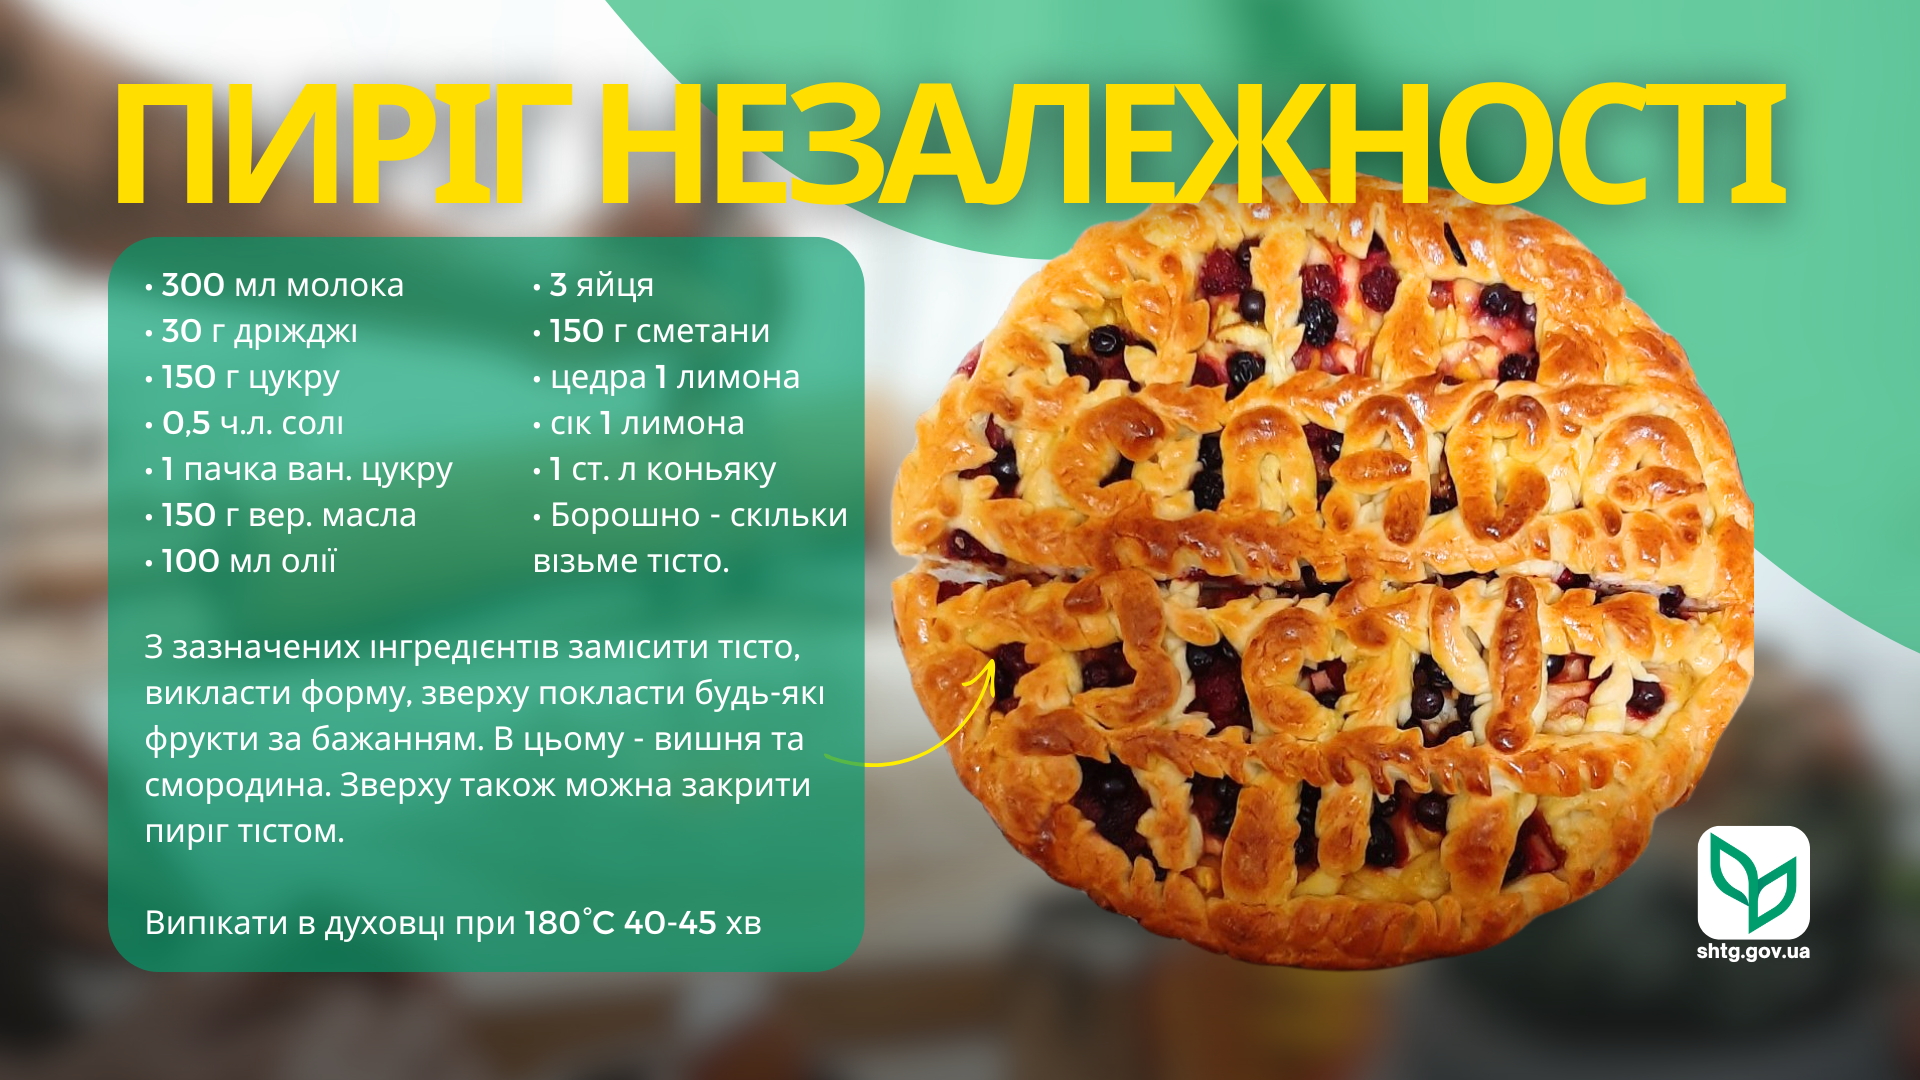 ПИРІГ НЕЗАЛЕЖНОСТІ
• 300 мл молока
• 30 г дріжджі
• 150 г цукру
• 0,5 ч.л. солі
• 1 пачка ван. цукру
• 150 г вер. масла
• 100 мл олії
• 3 яйця
• 150 г сметани
• цедра 1 лимона
• сік 1 лимона
• 1 ст. л коньяку
• Борошно - скільки
візьме тісто.
З зазначених інгредієнтів замісити тісто,
викласти форму, зверху покласти будь-які
фрукти за бажанням. В цьому - вишня та
смородина. Зверху також можна закрити
пиріг тістом.
Випікати в духовці при 180°C 40-45 хв
СЛАВА
ЗСУ!
shtg.gov.ua